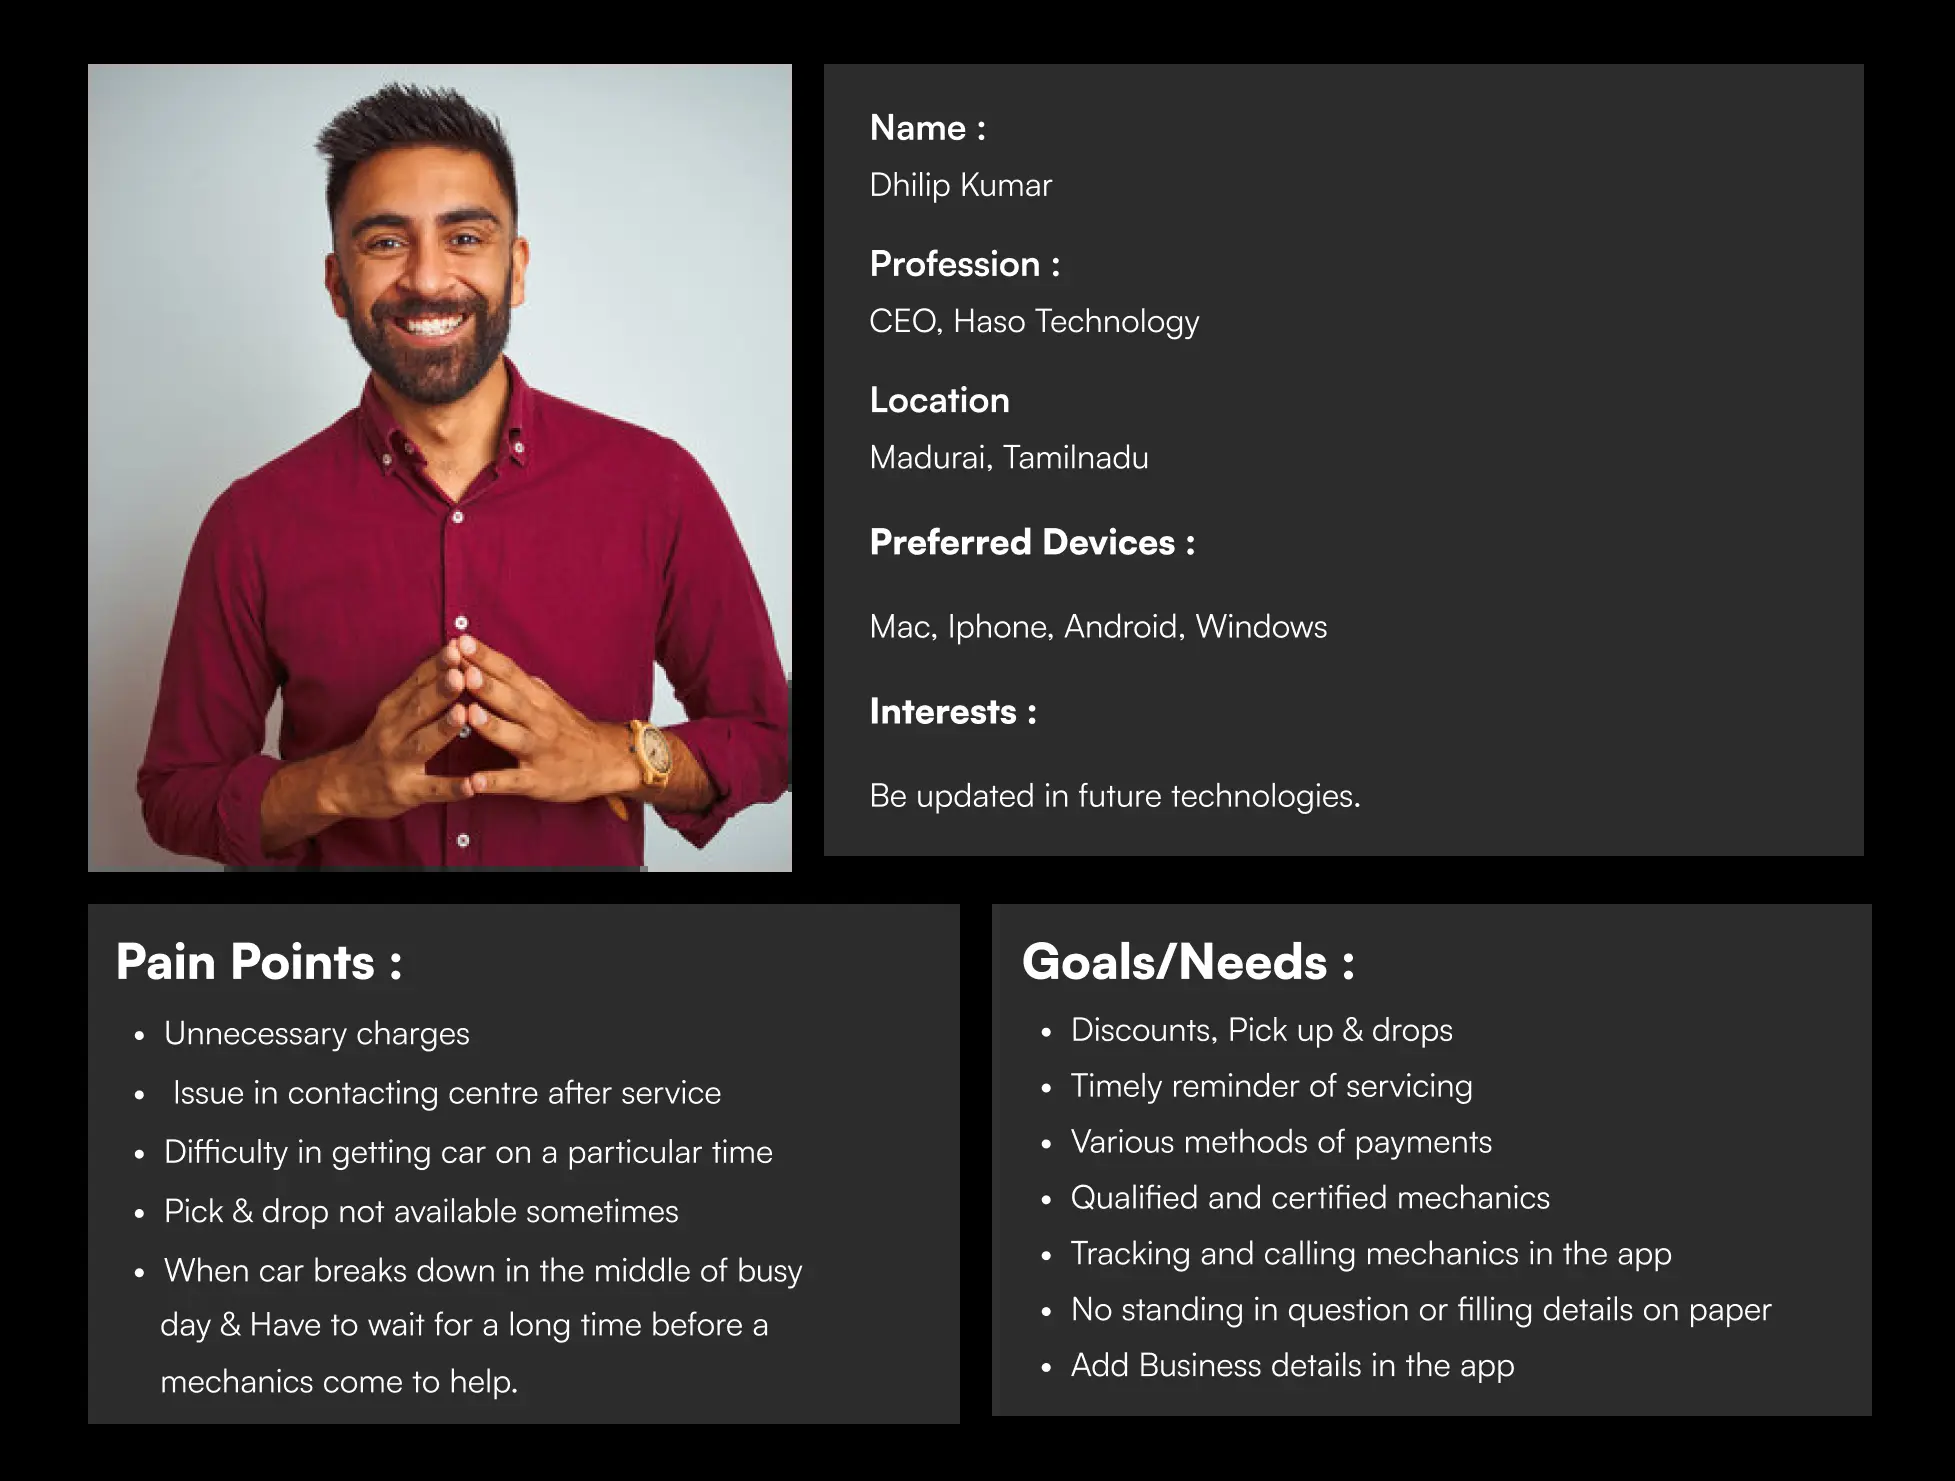 Name :
Dhilip Kumar
Profession :
CEO, Haso Technology
Location
Madurai, Tamilnadu
Preferred Devices :
Mac, Iphone, Android, Windows
Interests :
Be updated in future technologies.
Pain Points :
• Unnecessary charges
• Issue in contacting centre after service
• Difficulty in getting car on a particular time
• Pick & drop not available sometimes
• When car breaks down in the middle of busy
day & Have to wait for a long time before a
mechanics come to help.
Goals/Needs :
• Discounts, Pick up & drops
• Timely reminder of servicing
• Various methods of payments
• Qualified and certified mechanics
• Tracking and calling mechanics in the app
• No standing in question or filling details on paper
• Add Business details in the app